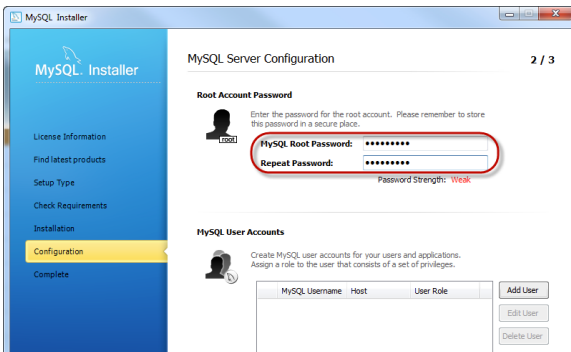 MySQL Installer
MySQL. Installer
License Information
Find latest products
Setup Type
Check Requirements
Installation
Configuration
Complete
MySQL Server Configuration
2 / 3
Root Account Password
Enter the password for the root account. Please remember to store
this password in a secure place.
root
MySQL Root Password: •••••••••
Repeat Password: •••••••••
Password Strength: Weak
MySQL User Accounts
Create MySQL user accounts for your users and applications.
Assign a role to the user that consists of a set of privileges.
MySQL Username Host User Role
Add User
Edit User
Delete User